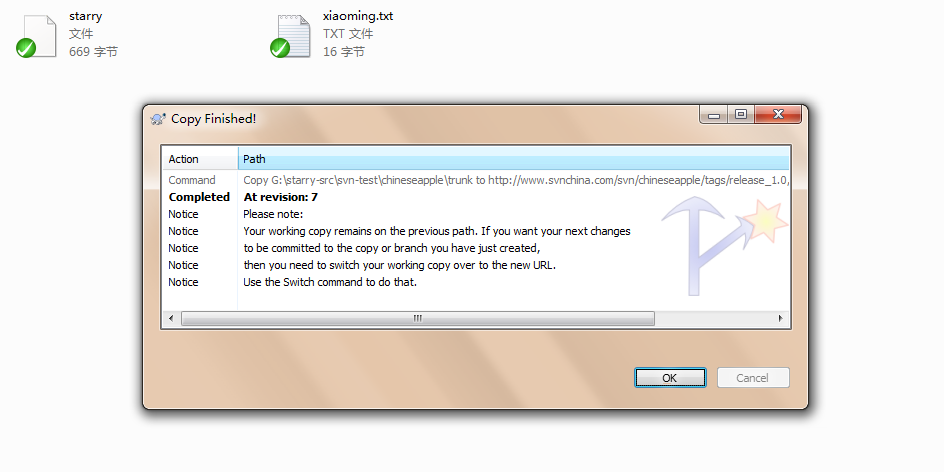 starry
文件
669 字节
xiaoming.txt
TXT 文件
16 字节
Copy Finished!
Action Path
Command Copy G:\starry-src\svn-test\chineseapple\trunk to http://www.svnchina.com/svn/chineseapple/tags/release_1.0,
Completed At revision: 7
Notice Please note:
Notice Your working copy remains on the previous path. If you want your next changes
Notice to be committed to the copy or branch you have just created,
Notice then you need to switch your working copy over to the new URL.
Notice Use the Switch command to do that.
OK Cancel